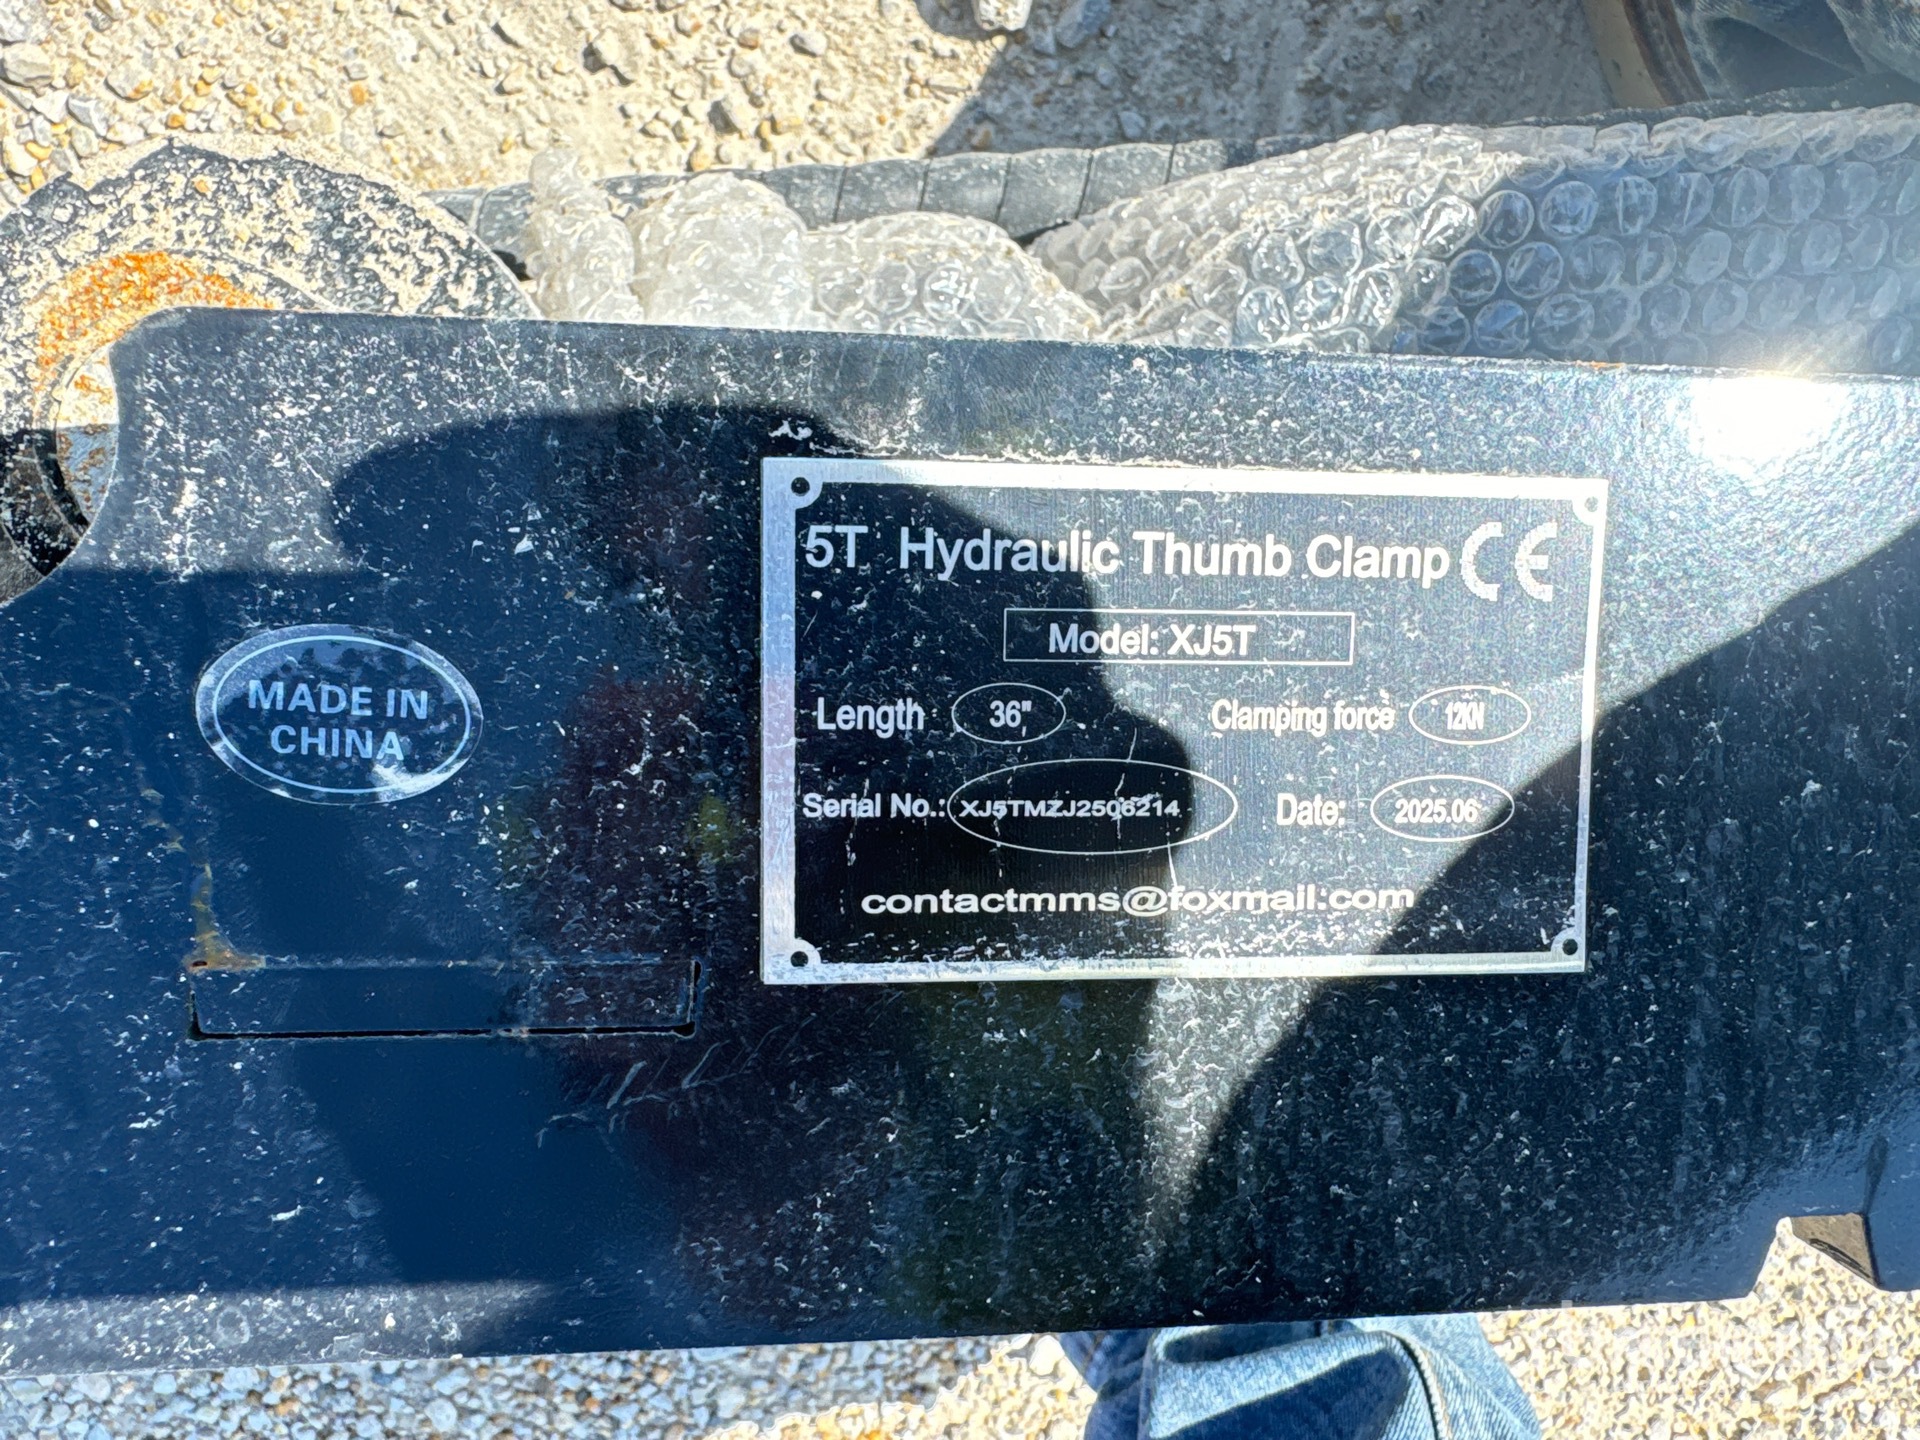 MADE IN
CHINA
5T Hydraulic Thumb Clamp CE
Model: XJ5T
Length 36" Clamping force 12KN
Serial No.: XJ5TMZJ2506214 Date: 2025.06
contactmms@foxmail.com